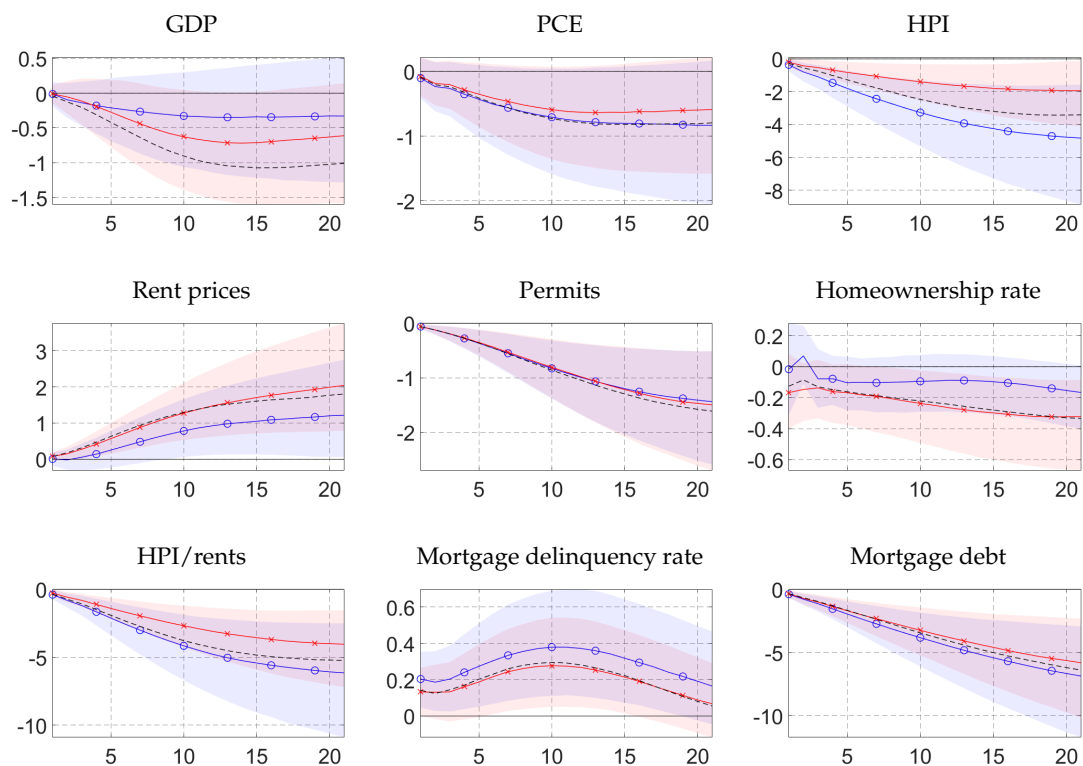 GDP
PCE
HPI
0.5
0
-0.5
-1
-1.5
5 10 15 20
0
-1
-2
5 10 15 20
0
-2
-4
-6
-8
5 10 15 20
Rent prices
Permits
Homeownership rate
3
2
1
0
5 10 15 20
0
-1
-2
5 10 15 20
0.2
0
-0.2
-0.4
-0.6
5 10 15 20
HPI/rents
Mortgage delinquency rate
Mortgage debt
0
-5
-10
5 10 15 20
0.6
0.4
0.2
0
5 10 15 20
0
-5
-10
5 10 15 20